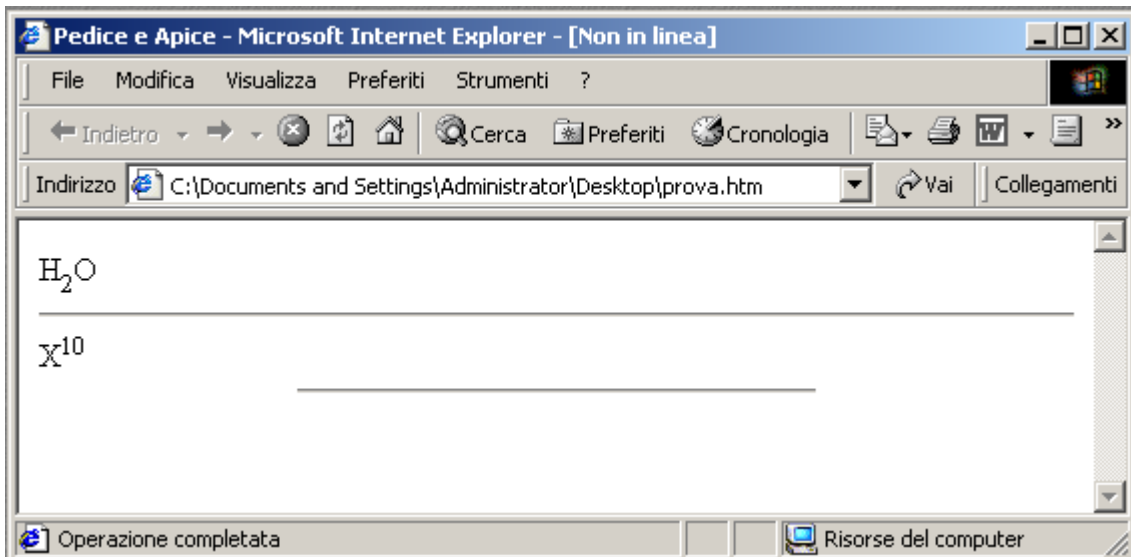 Pedice e Apice - Microsoft Internet Explorer - [Non in linea]
File Modifica Visualizza Preferiti Strumenti ?
Indietro Cerca Preferiti Cronologia »
Indirizzo C:\Documents and Settings\Administrator\Desktop\prova.htm Vai Collegamenti
H₂O
X¹⁰
Operazione completata Risorse del computer